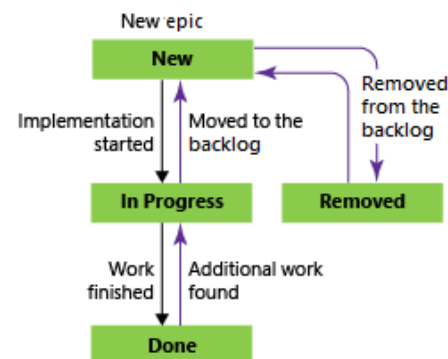 New epic
New
Removed
from the
backlog
Implementation
started
Moved to the
backlog
In Progress
Removed
Work
finished
Additional work
found
Done